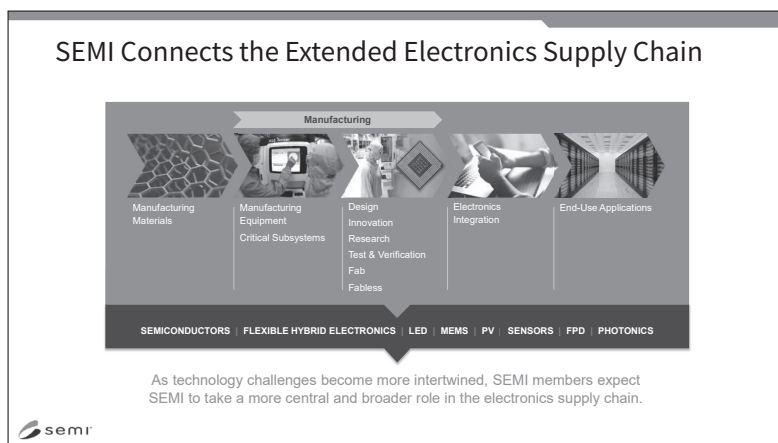 SEMI Connects the Extended Electronics Supply Chain
Manufacturing
Manufacturing
Materials
Manufacturing
Equipment
Critical Subsystems
Design
Innovation
Research
Test & Verification
Fab
Fabless
Electronics
Integration
End-Use Applications
SEMICONDUCTORS | FLEXIBLE HYBRID ELECTRONICS | LED | MEMS | PV | SENSORS | FPD | PHOTONICS
As technology challenges become more intertwined, SEMI members expect
SEMI to take a more central and broader role in the electronics supply chain.
semi